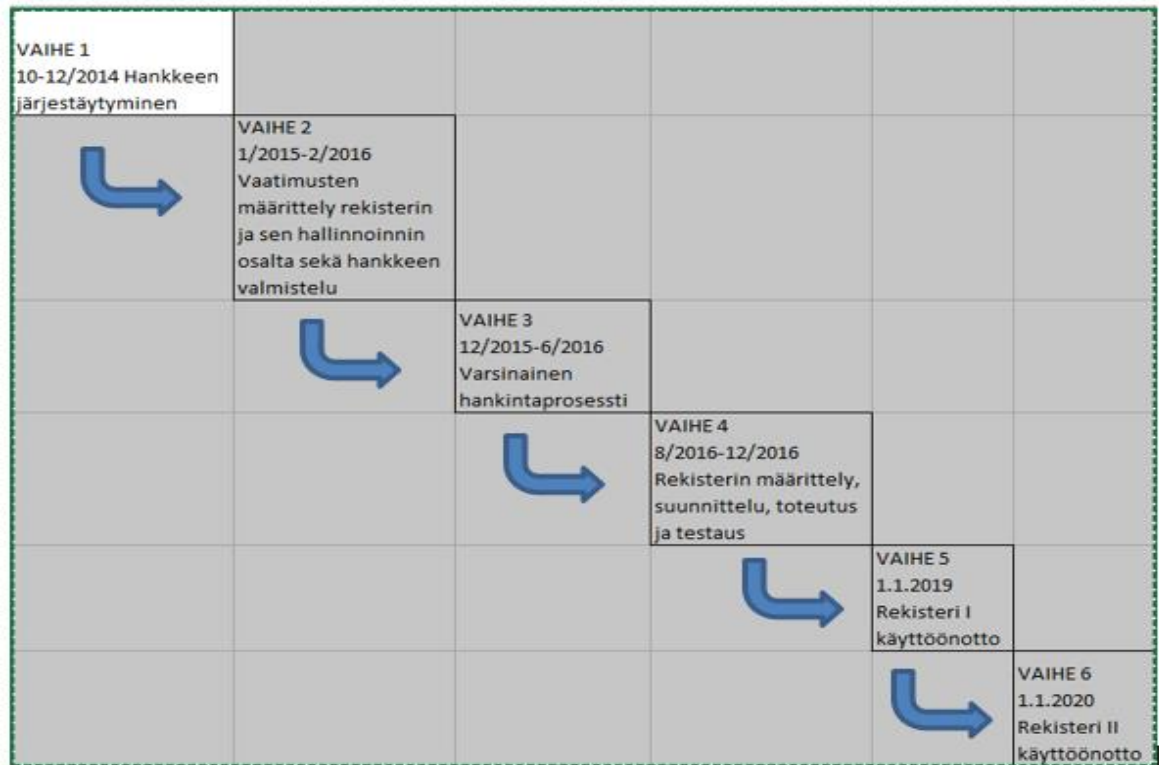 VAIHE 1
10-12/2014 Hankkeen
järjestäytyminen
VAIHE 2
1/2015-2/2016
Vaatimusten
määrittely rekisterin
ja sen hallinnoinnin
osalta sekä hankkeen
valmistelu
VAIHE 3
12/2015-6/2016
Varsinainen
hankintaprosessti
VAIHE 4
8/2016-12/2016
Rekisterin määrittely,
suunnittelu, toteutus
ja testaus
VAIHE 5
1.1.2019
Rekisteri I
käyttöönotto
VAIHE 6
1.1.2020
Rekisteri II
käyttöönotto